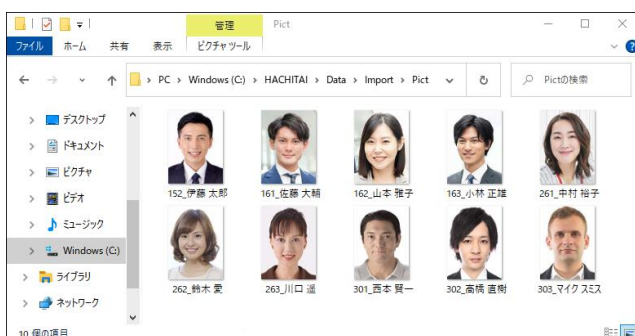 管理
Pict
ファイル
ホーム
共有
表示
ピクチャ ツール
PC > Windows (C:) > HACHITAI > Data > Import > Pict
Pictの検索
デスクトップ
ドキュメント
ピクチャ
ビデオ
ミュージック
Windows (C:)
ライブラリ
ネットワーク
152_伊藤 太郎
161_佐藤 大輔
162_山本 雅子
163_小林 正雄
261_中村 裕子
262_鈴木 愛
263_川口 遥
301_西本 賢一
302_高橋 直樹
303_マイク スミス
10 個の項目